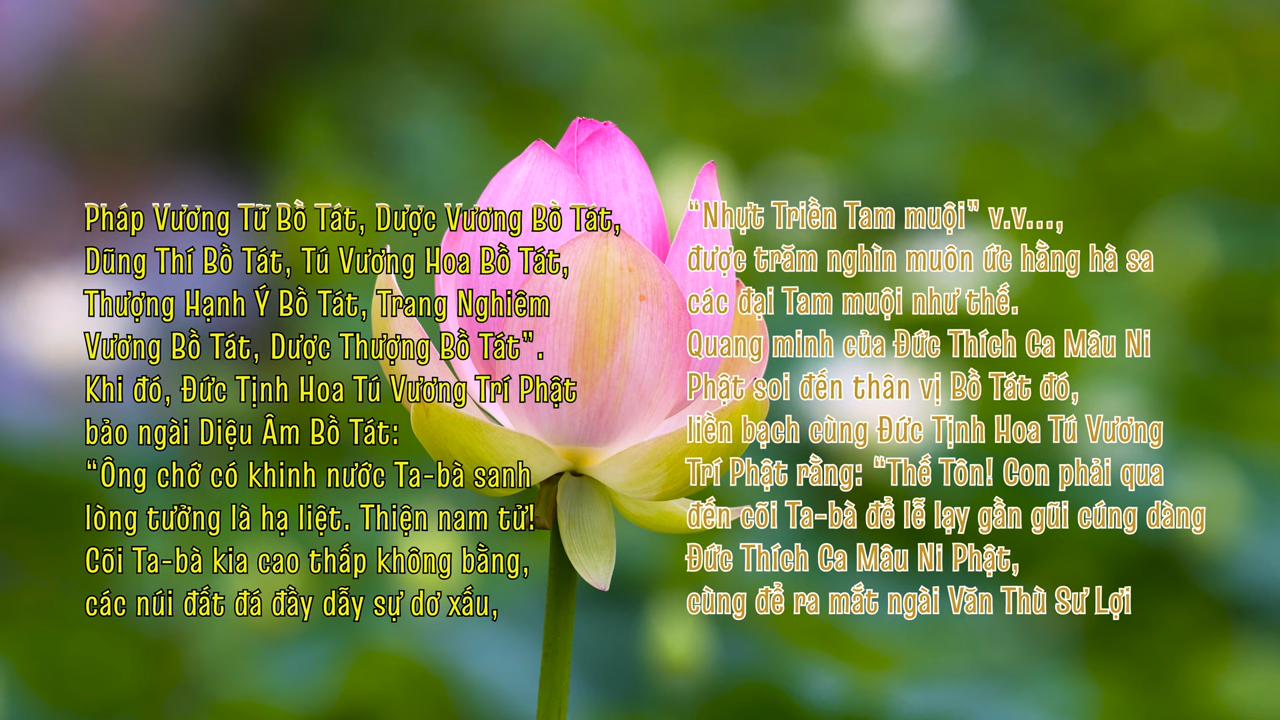 Pháp Vương Tử Bồ Tát, Dược Vương Bồ Tát,
Dũng Thí Bồ Tát, Tú Vương Hoa Bồ Tát,
Thượng Hạnh Ý Bồ Tát, Trang Nghiêm
Vương Bồ Tát, Dược Thượng Bồ Tát”.
Khi đó, Đức Tịnh Hoa Tú Vương Trí Phật
bảo ngài Diệu Âm Bồ Tát:
“Ông chớ có khinh nước Ta-bà sanh
lòng tưởng là hạ liệt. Thiện nam tử!
Cõi Ta-bà kia cao thấp không bằng,
các núi đất đá đầy dẫy sự dơ xấu,
“Nhựt Triền Tam muội” v.v...,
được trăm nghìn muôn ức hằng hà sa
các đại Tam muội như thế.
Quang minh của Đức Thích Ca Mâu Ni
Phật soi đến thân vị Bồ Tát đó,
liền bạch cùng Đức Tịnh Hoa Tú Vương
Trí Phật rằng: “Thế Tôn! Con phải qua
đến cõi Ta-bà để lễ lạy gần gũi cúng dàng
Đức Thích Ca Mâu Ni Phật,
cùng để ra mắt ngài Văn Thù Sư Lợi